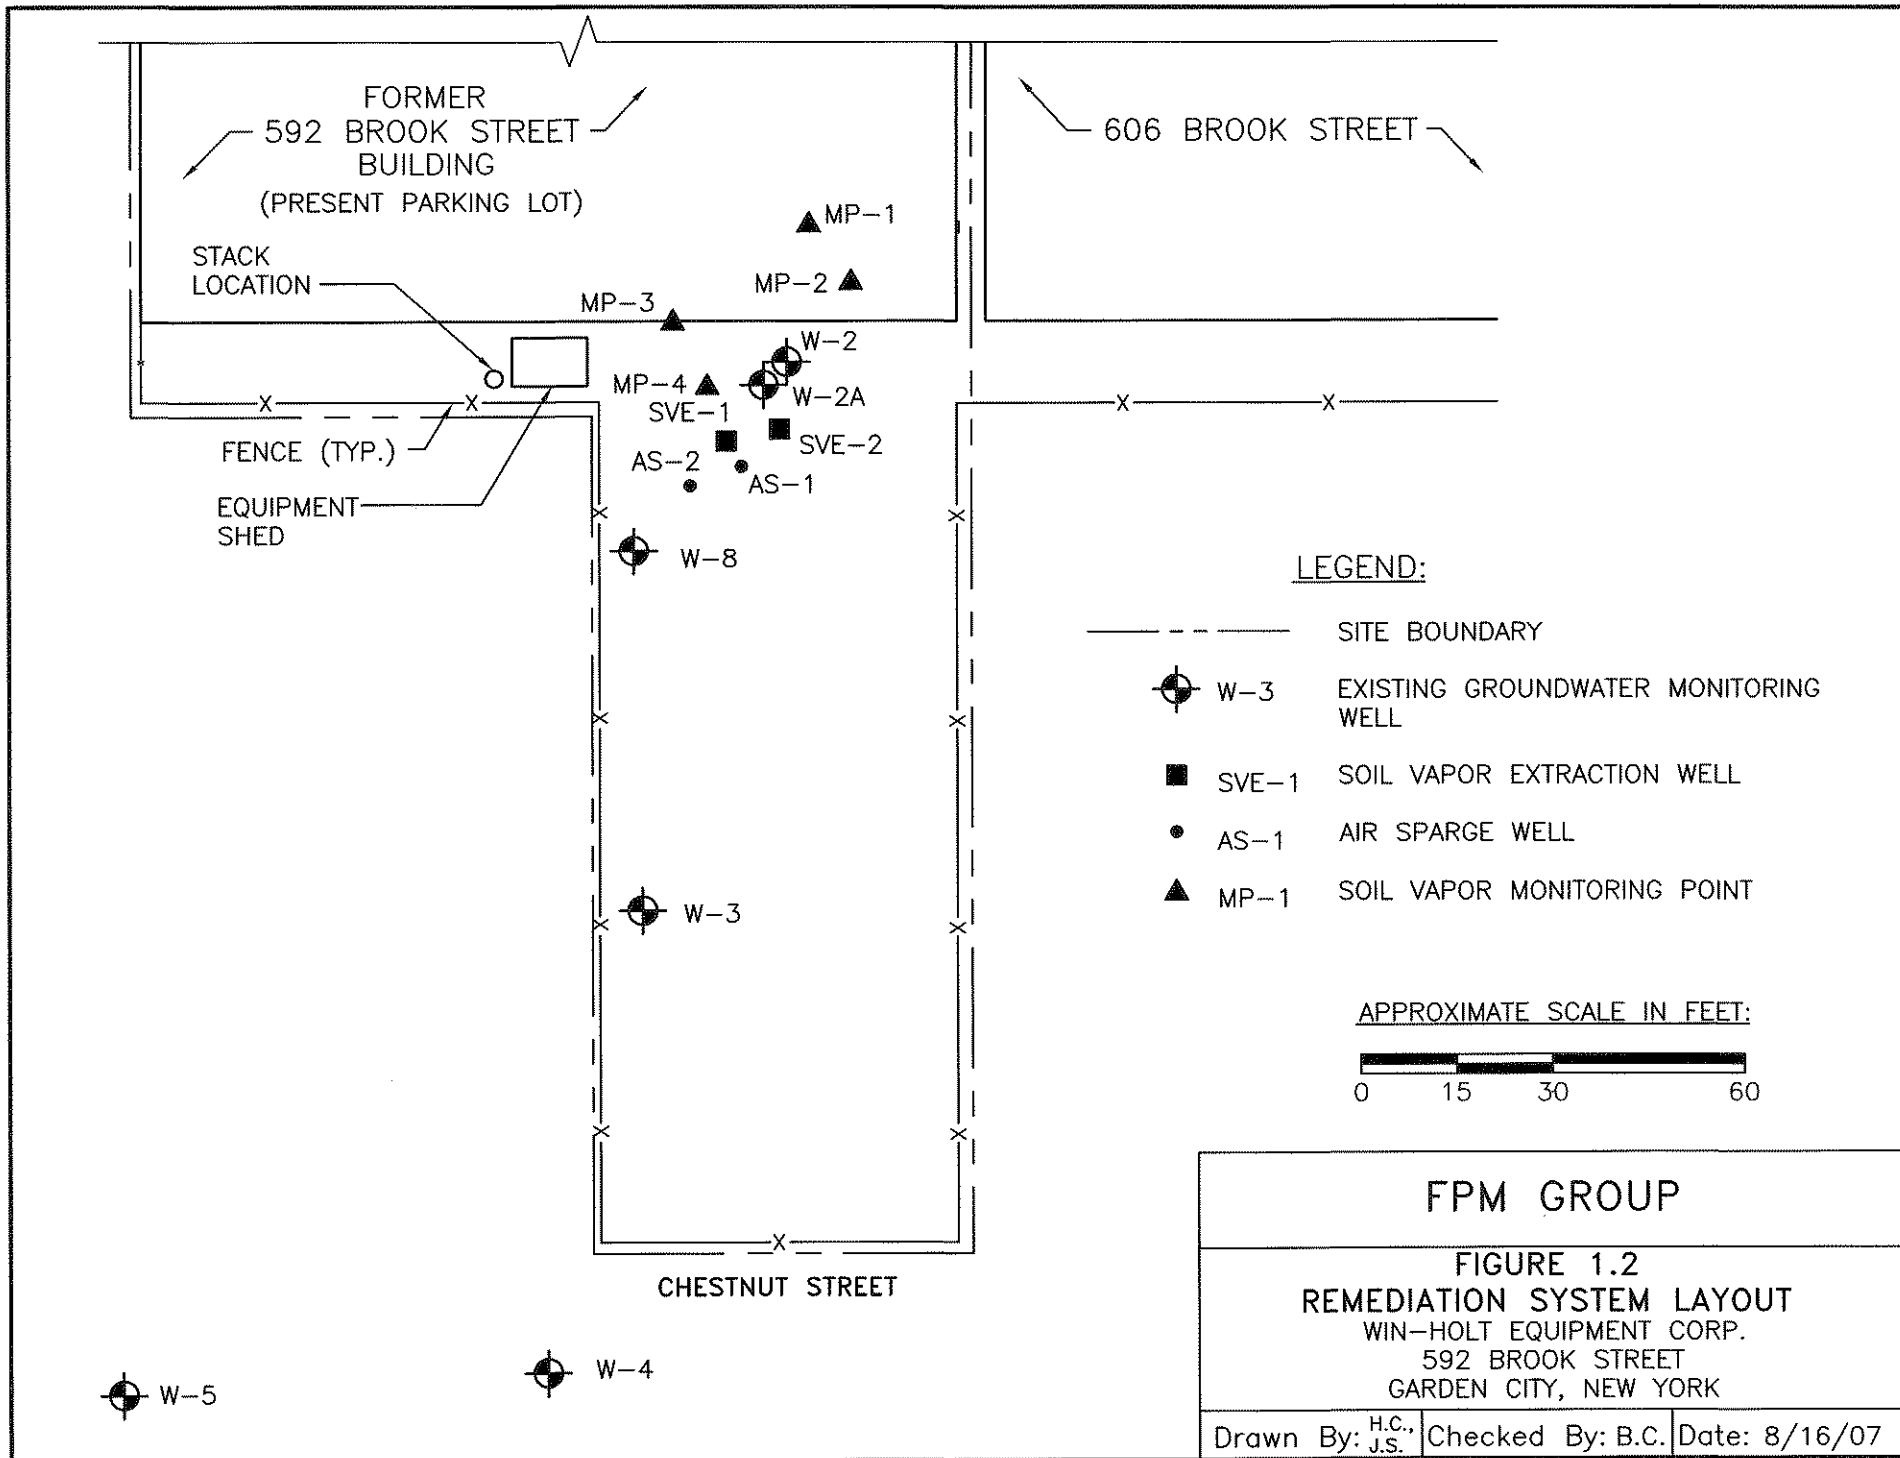 FORMER
592 BROOK STREET
BUILDING
(PRESENT PARKING LOT)
606 BROOK STREET
STACK
LOCATION
MP-1
MP-2
MP-3
W-2
MP-4
W-2A
SVE-1
SVE-2
FENCE (TYP.)
AS-2
AS-1
EQUIPMENT
SHED
W-8
W-3
CHESTNUT STREET
W-4
W-5
LEGEND:
SITE BOUNDARY
W-3 EXISTING GROUNDWATER MONITORING
WELL
SVE-1 SOIL VAPOR EXTRACTION WELL
AS-1 AIR SPARGE WELL
MP-1 SOIL VAPOR MONITORING POINT
APPROXIMATE SCALE IN FEET:
0 15 30 60
FPM GROUP
FIGURE 1.2
REMEDIATION SYSTEM LAYOUT
WIN-HOLT EQUIPMENT CORP.
592 BROOK STREET
GARDEN CITY, NEW YORK
Drawn By: H.C., J.S. Checked By: B.C. Date: 8/16/07